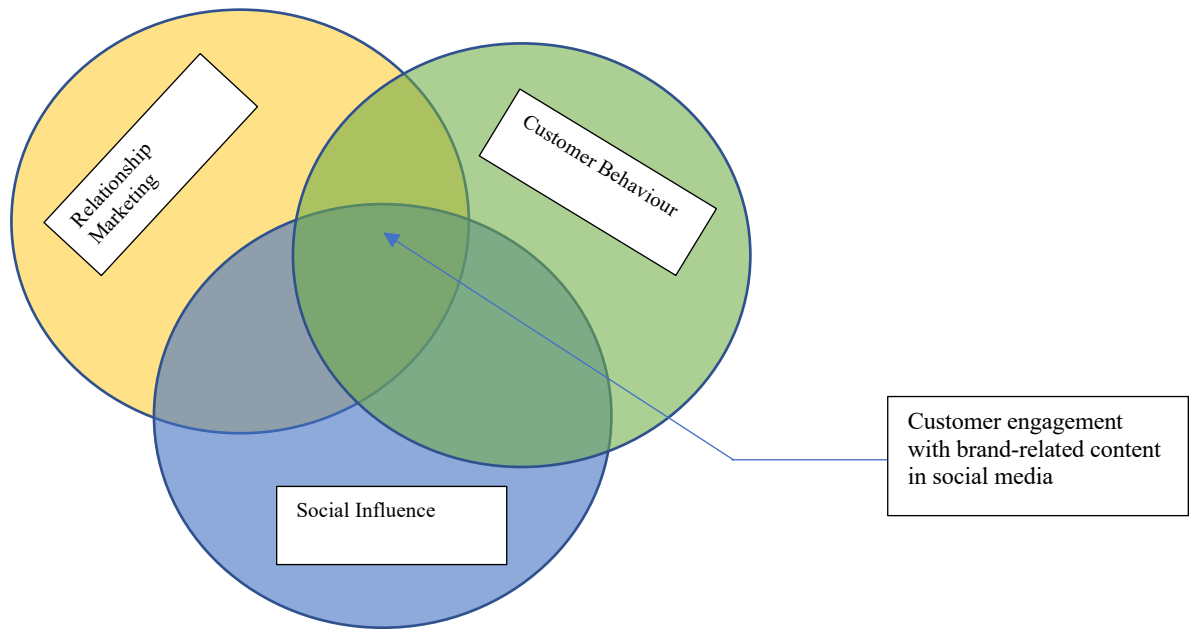 Relationship
Marketing
Customer Behaviour
Social Influence
Customer engagement
with brand-related content
in social media